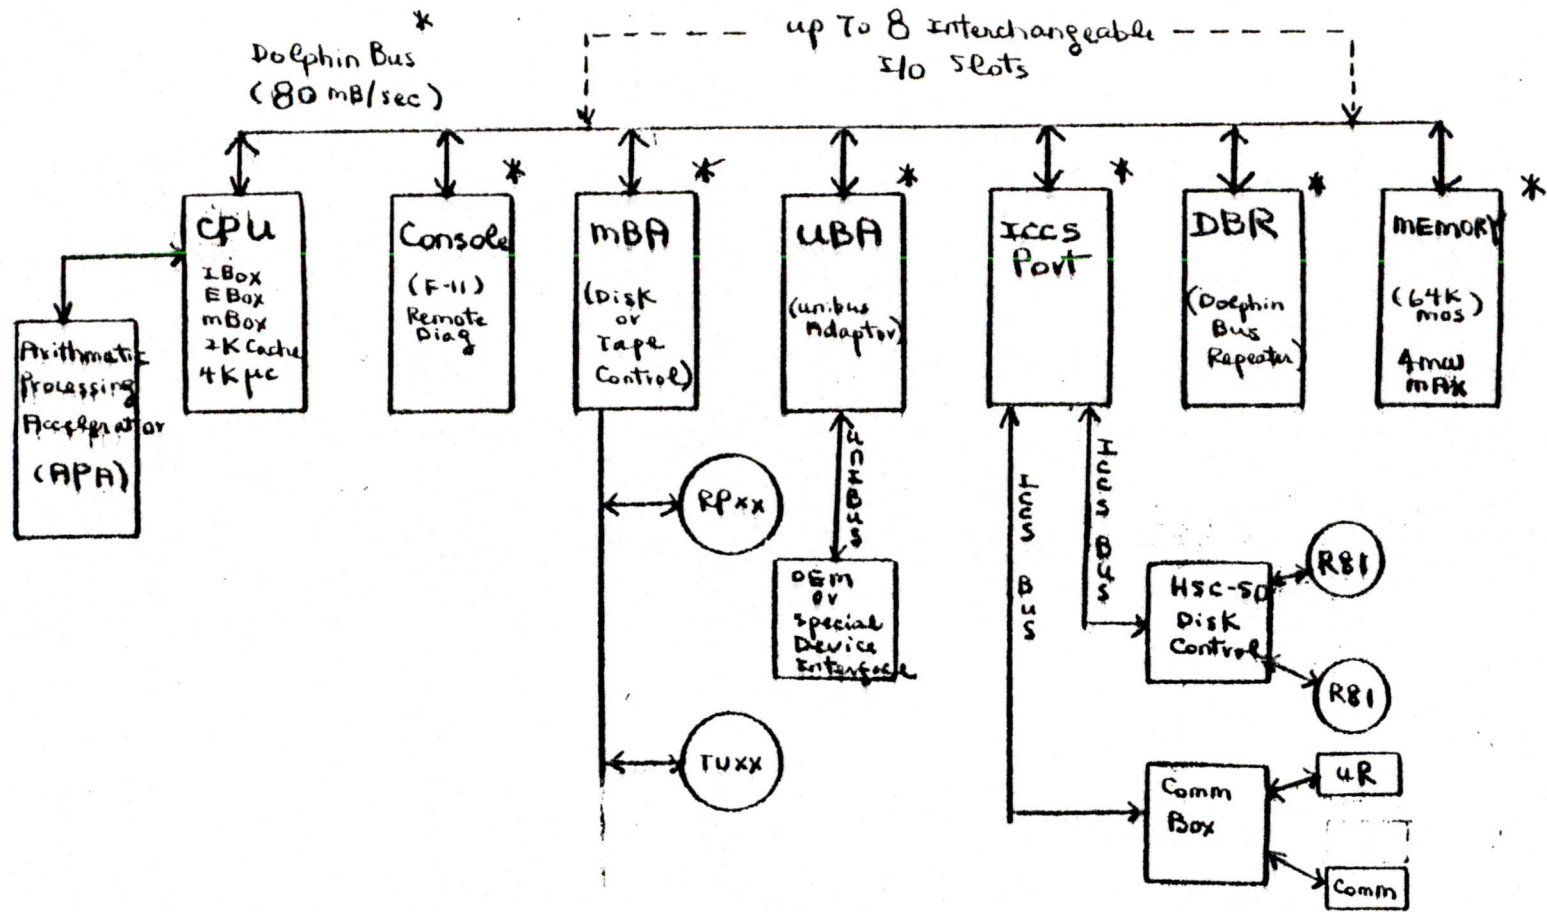 *
Dolphin Bus
(80 mB/sec)
up To 8 Interchangeable
I/o Slots
CPU
IBox
EBox
mBox
2K Cache
4K µc
Arithmatic
Processing
Accelerator
(APA)
*
Console
(F-11)
Remote
Diag
*
mBA
(Disk
or
Tape
Control)
RPxx
TUxx
*
uBA
(unibus
Adaptor)
UNIBUS
OEM
or
Special
Device
Interface
*
ICCS
Port
ICCS BUS
ICCS BUS
HSC-50
Disk
Control
R81
R81
Comm
Box
uR
Comm
*
DBR
(Dolphin
Bus
Repeater)
*
MEMORY
(64K
mos)
4mw
mAx